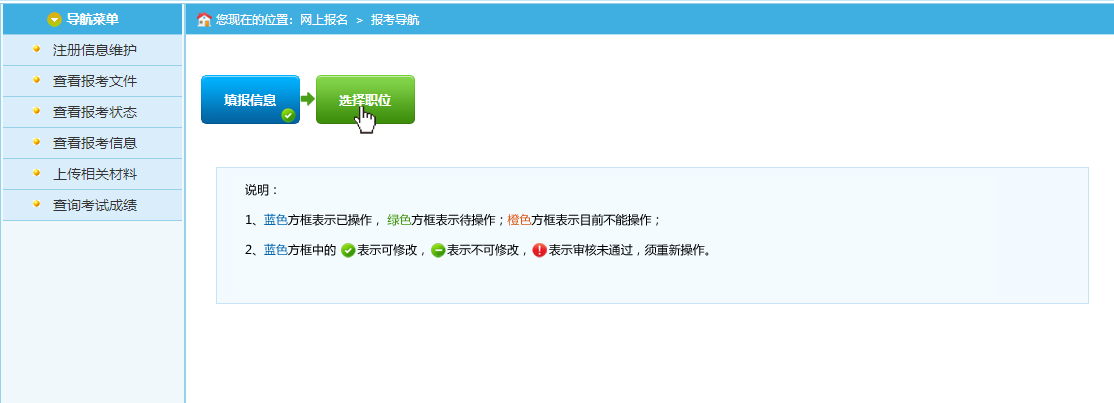 导航菜单
注册信息维护
查看报考文件
查看报考状态
查看报考信息
上传相关材料
查询考试成绩
您现在的位置：网上报名 > 报考导航
填报信息
选择职位
说明：
1、蓝色方框表示已操作，绿色方框表示待操作；橙色方框表示目前不能操作；
2、蓝色方框中的 表示可修改，表示不可修改，表示审核未通过，须重新操作。